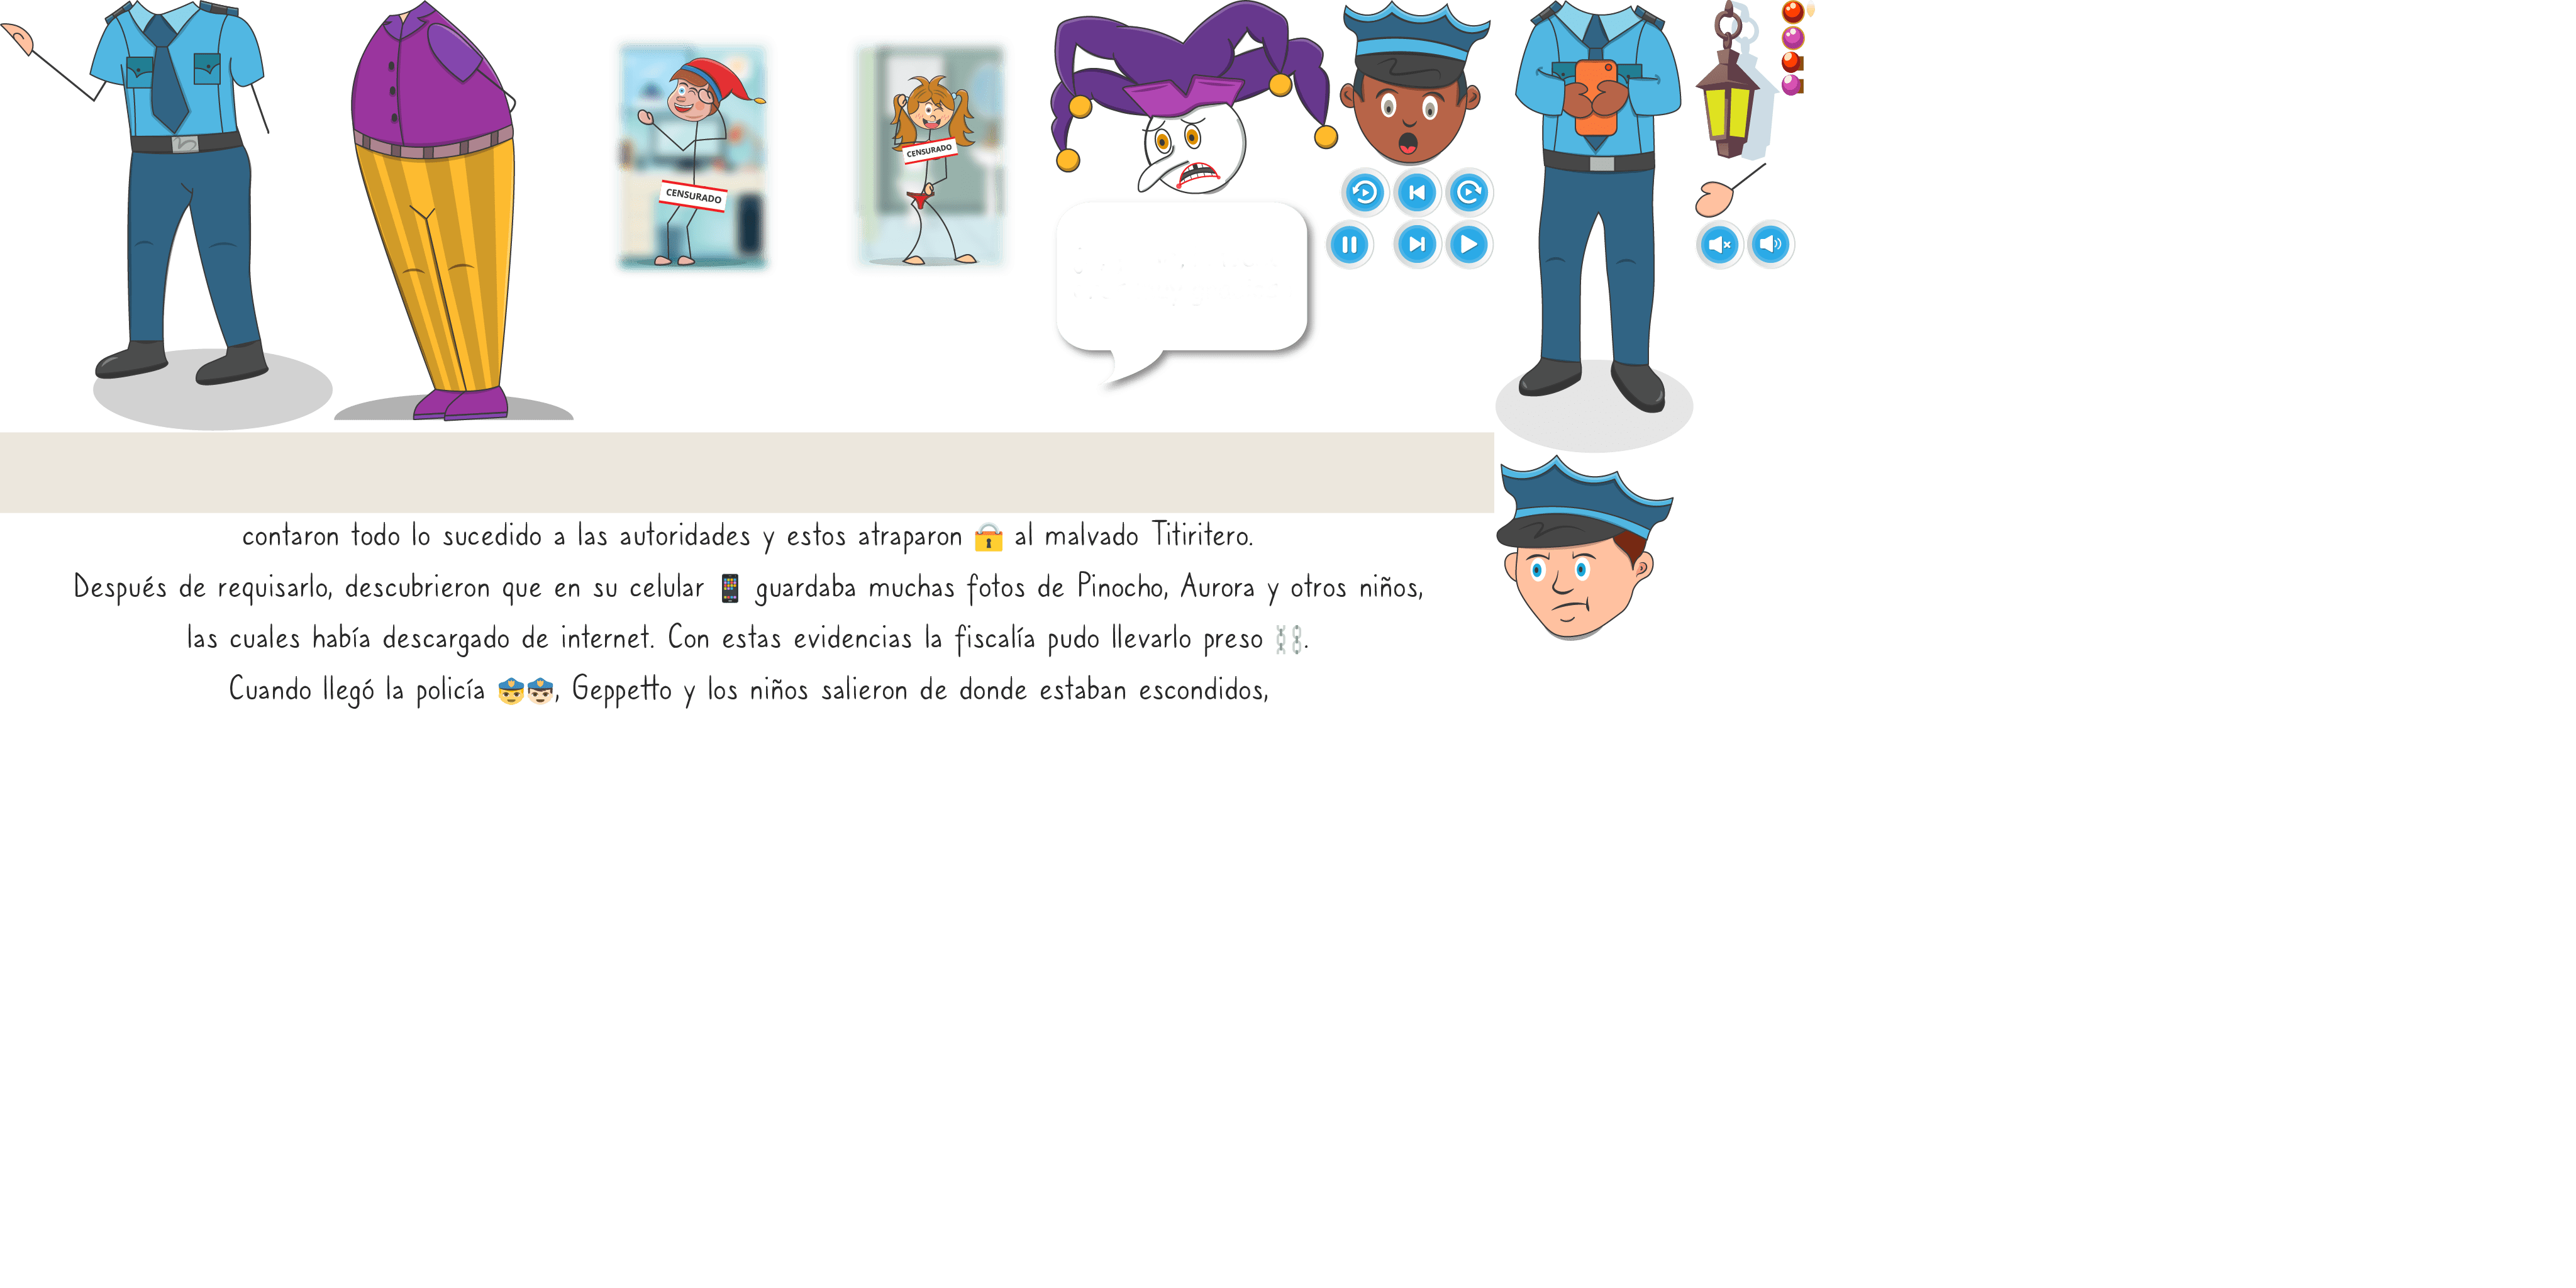 CENSURADO
CENSURADO
contaron todo lo sucedido a las autoridades y estos atraparon 🔒 al malvado Titiritero.
Después de requisarlo, descubrieron que en su celular 📱 guardaba muchas fotos de Pinocho, Aurora y otros niños,
las cuales había descargado de internet. Con estas evidencias la fiscalía pudo llevarlo preso ⛓️.
Cuando llegó la policía 👮👮🏻, Geppetto y los niños salieron de donde estaban escondidos,